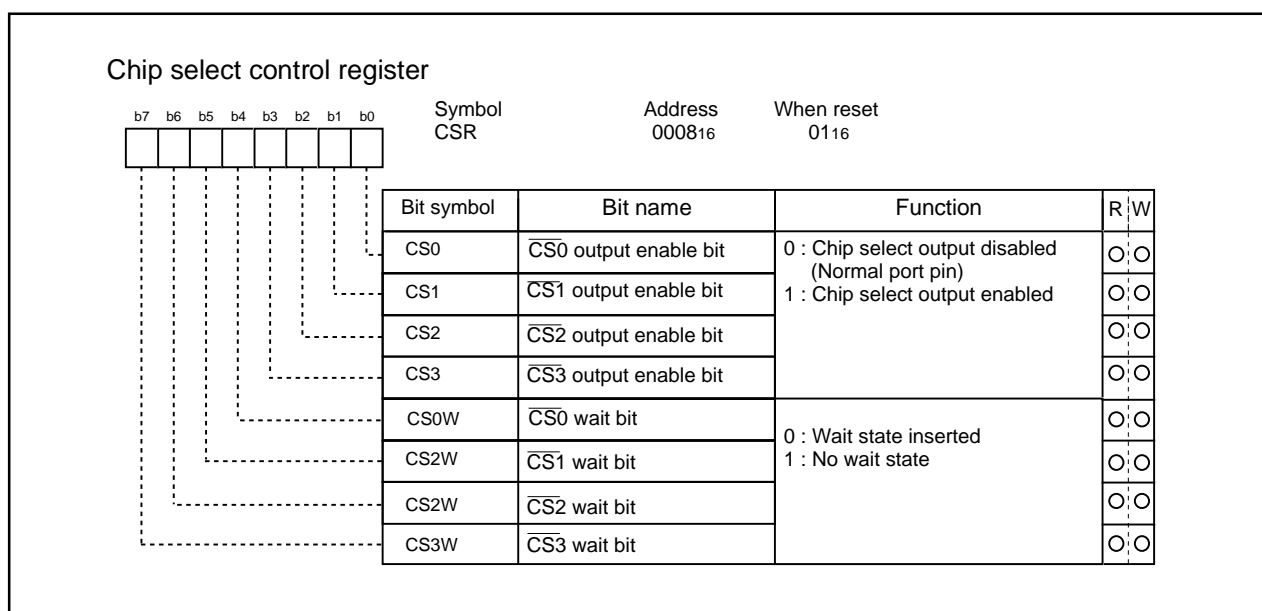 Chip select control register
b7 b6 b5 b4 b3 b2 b1 b0
Symbol Address When reset
CSR 000816 0116
Bit symbol Bit name Function R W
CS0 CS0 output enable bit 0 : Chip select output disabled
(Normal port pin)
CS1 CS1 output enable bit 1 : Chip select output enabled
CS2 CS2 output enable bit
CS3 CS3 output enable bit
CS0W CS0 wait bit 0 : Wait state inserted
CS2W CS1 wait bit 1 : No wait state
CS2W CS2 wait bit
CS3W CS3 wait bit